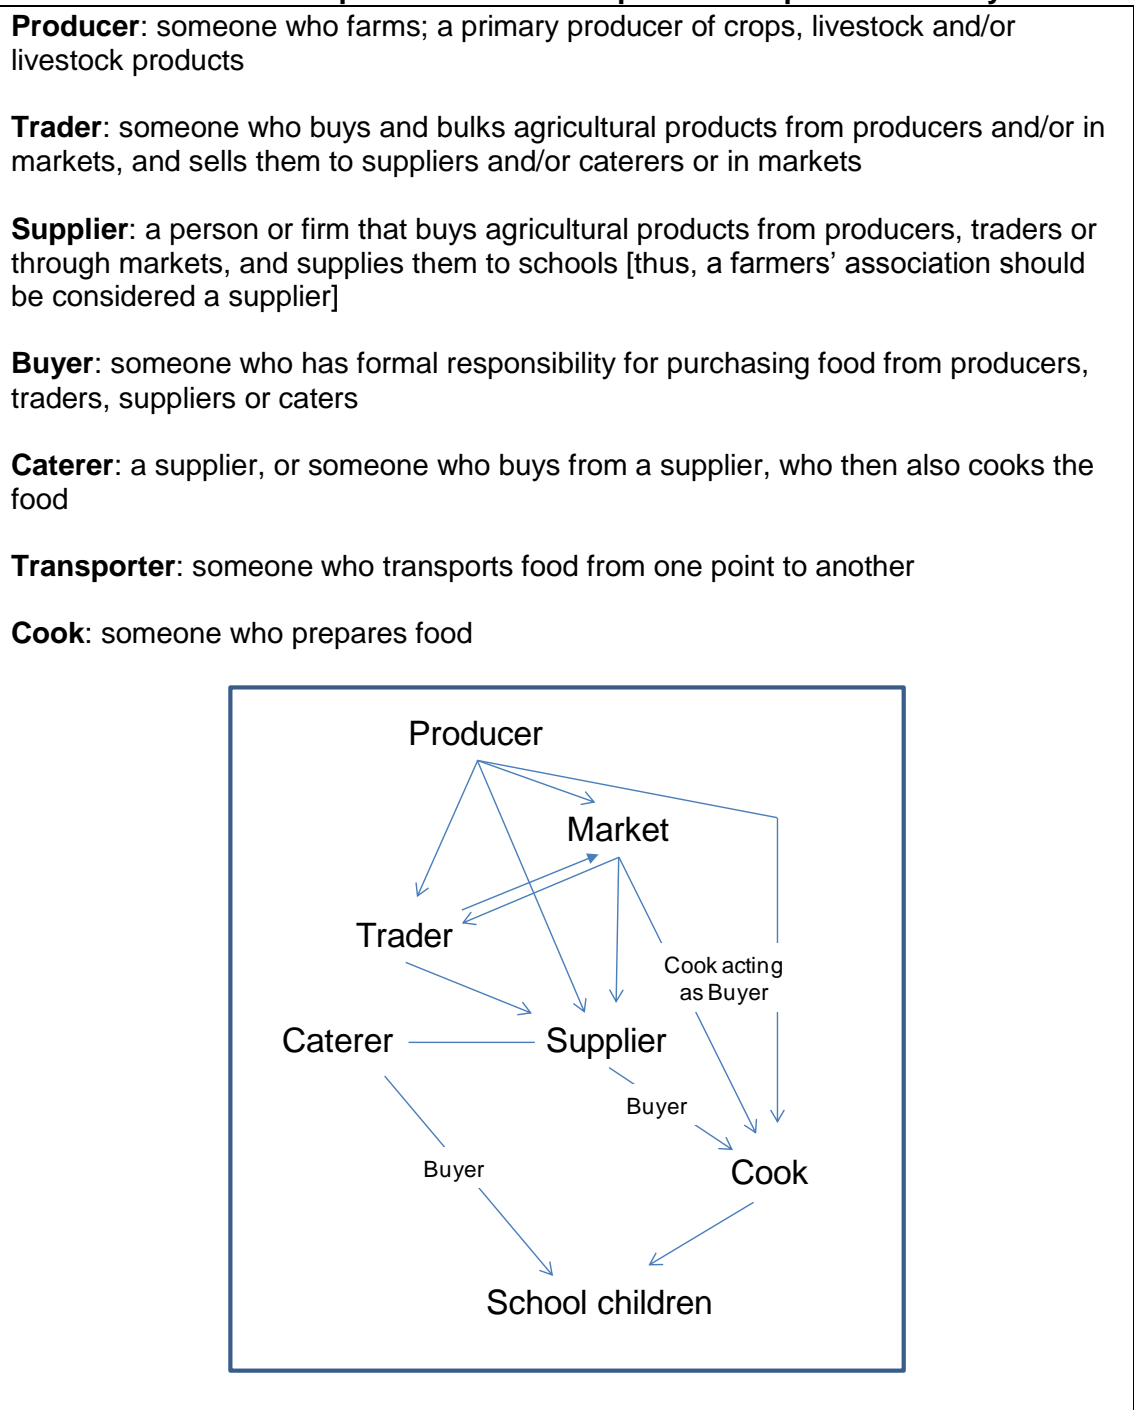 Producer: someone who farms; a primary producer of crops, livestock and/or
livestock products
Trader: someone who buys and bulks agricultural products from producers and/or in
markets, and sells them to suppliers and/or caterers or in markets
Supplier: a person or firm that buys agricultural products from producers, traders or
through markets, and supplies them to schools [thus, a farmers’ association should
be considered a supplier]
Buyer: someone who has formal responsibility for purchasing food from producers,
traders, suppliers or caters
Caterer: a supplier, or someone who buys from a supplier, who then also cooks the
food
Transporter: someone who transports food from one point to another
Cook: someone who prepares food
Producer
Market
Trader
Cook acting
as Buyer
Caterer
Supplier
Buyer
Buyer
Cook
School children